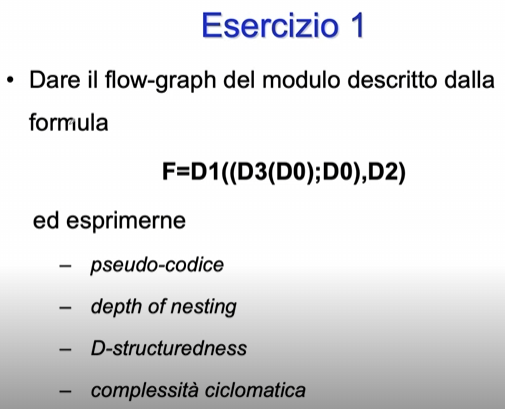 Esercizio 1
• Dare il flow-graph del modulo descritto dalla
formula
F=D1((D3(D0);D0),D2)
ed esprimerne
– pseudo-codice
– depth of nesting
– D-structuredness
– complessità ciclomatica